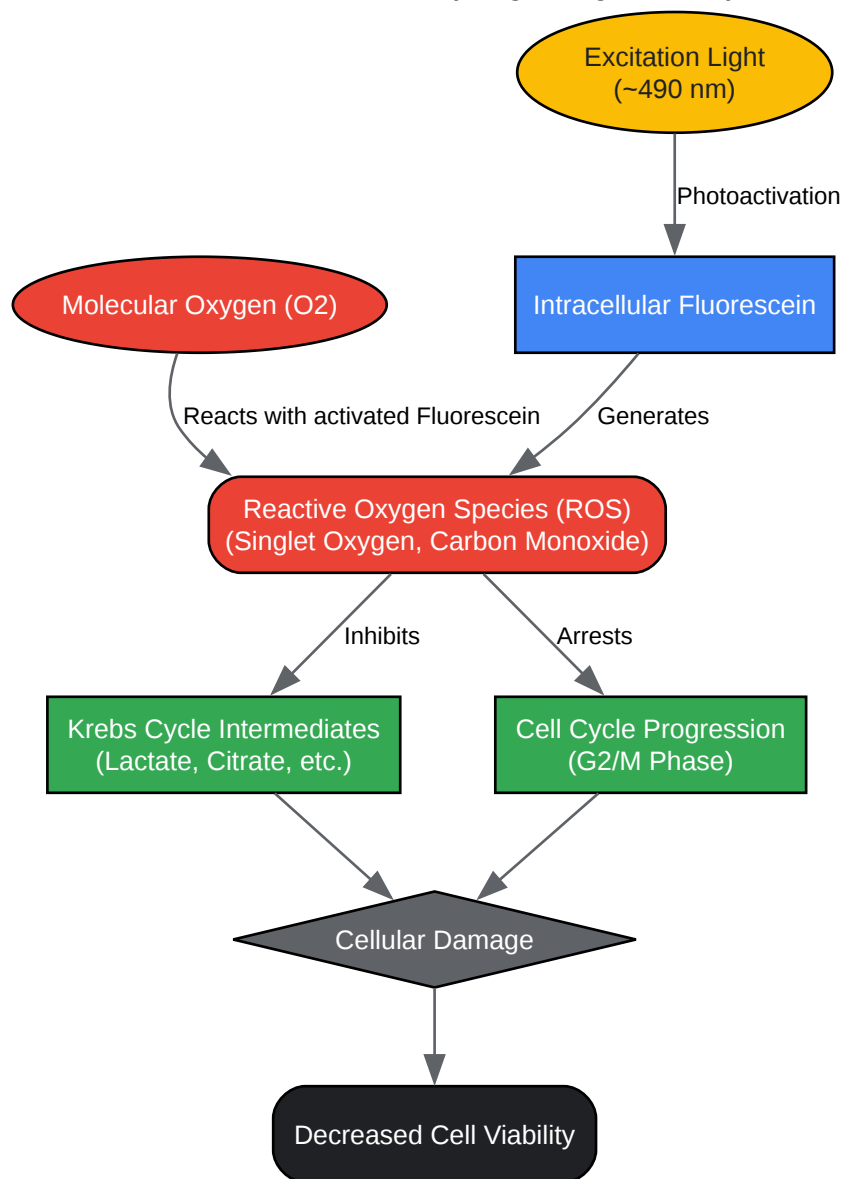 Excitation Light
(~490 nm)
Photoactivation
Molecular Oxygen (O2)
Intracellular Fluorescein
Reacts with activated Fluorescein
Generates
Reactive Oxygen Species (ROS)
(Singlet Oxygen, Carbon Monoxide)
Inhibits
Arrests
Krebs Cycle Intermediates
(Lactate, Citrate, etc.)
Cell Cycle Progression
(G2/M Phase)
Cellular Damage
Decreased Cell Viability